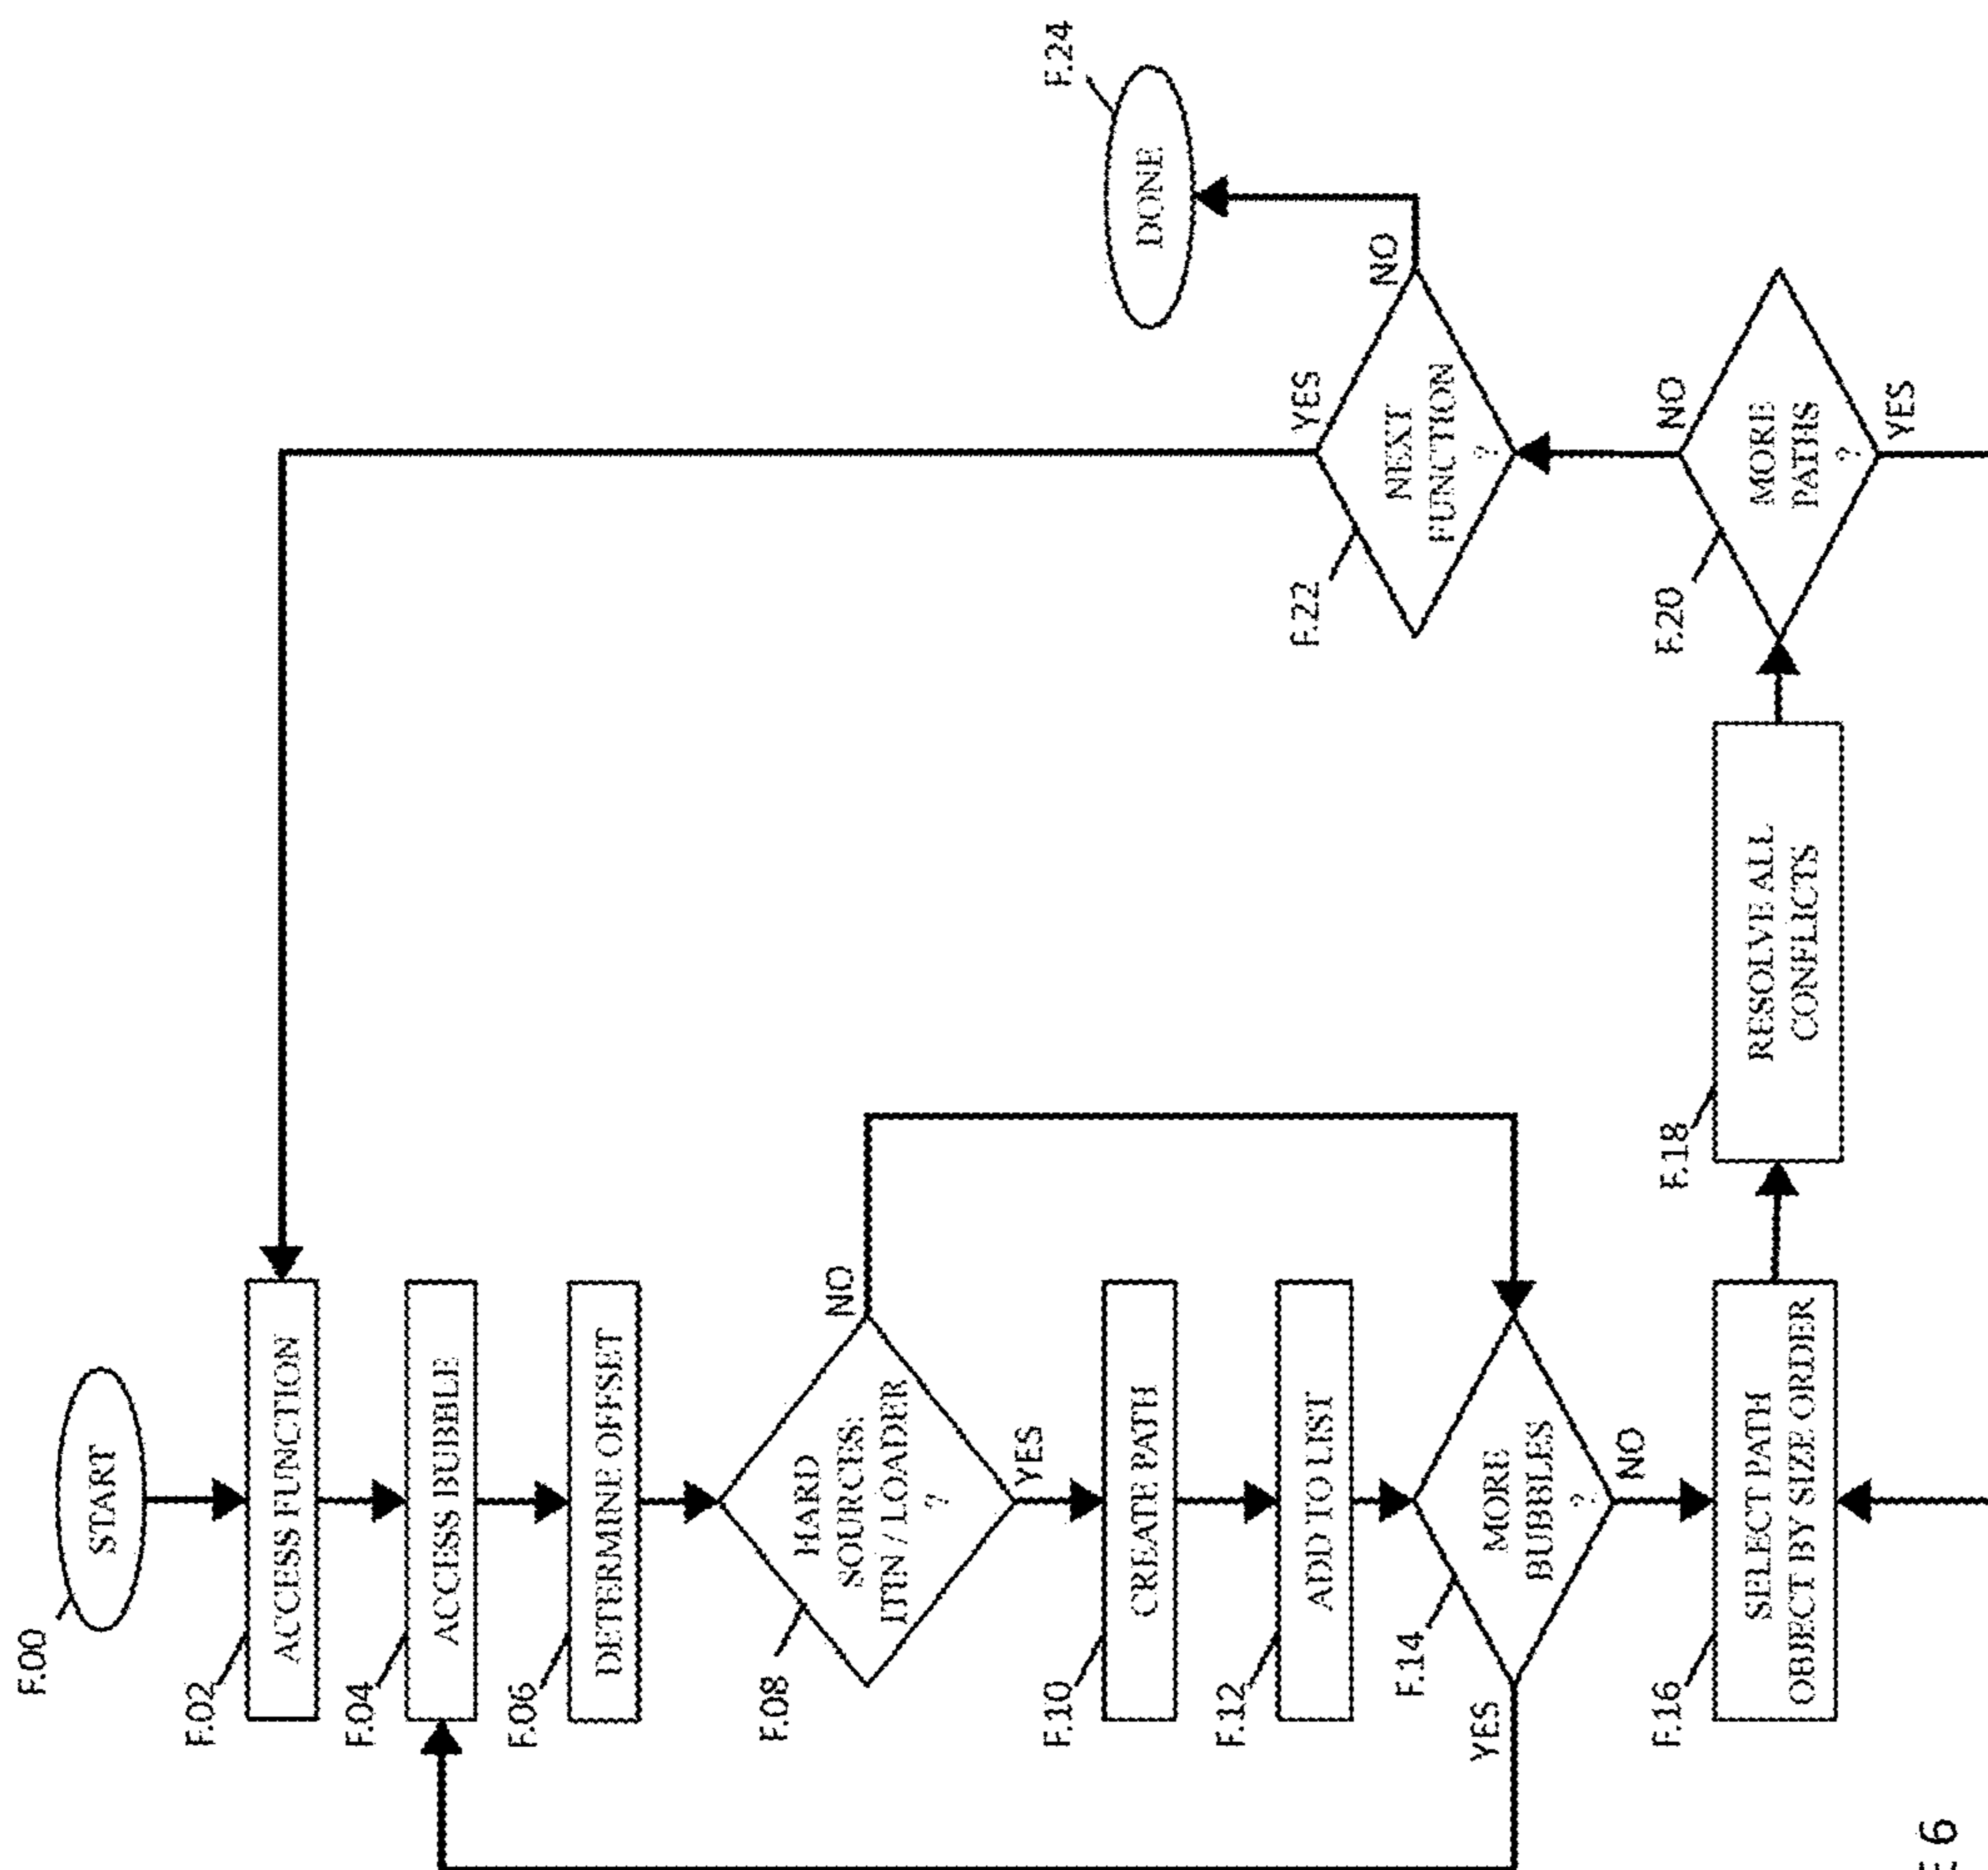 F.00
START
F.02
ACCESS FUNCTION
F.04
ACCESS BUBBLE
F.06
DETERMINE OFFSET
F.08
HARD
SOURCES:
ITIN / LOADER
?
NO
YES
F.10
CREATE PATH
F.12
ADD TO LIST
F.14
MORE
BUBBLES
?
YES
NO
F.16
SELECT PATH
OBJECT BY SIZE ORDER
F.18
RESOLVE ALL
CONFLICTS
F.20
MORE
PATHS
?
NO
YES
F.22
NEXT
FUNCTION
?
YES
NO
F.24
DONE
E 6